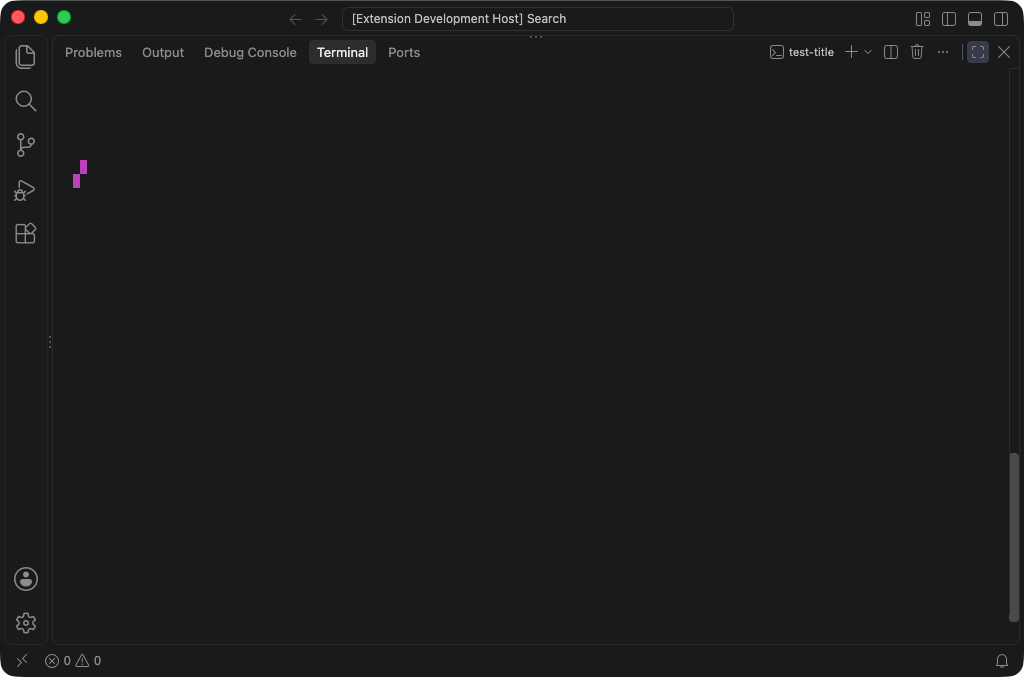 [Extension Development Host] Search
Problems Output Debug Console Terminal Ports test-title
0 0